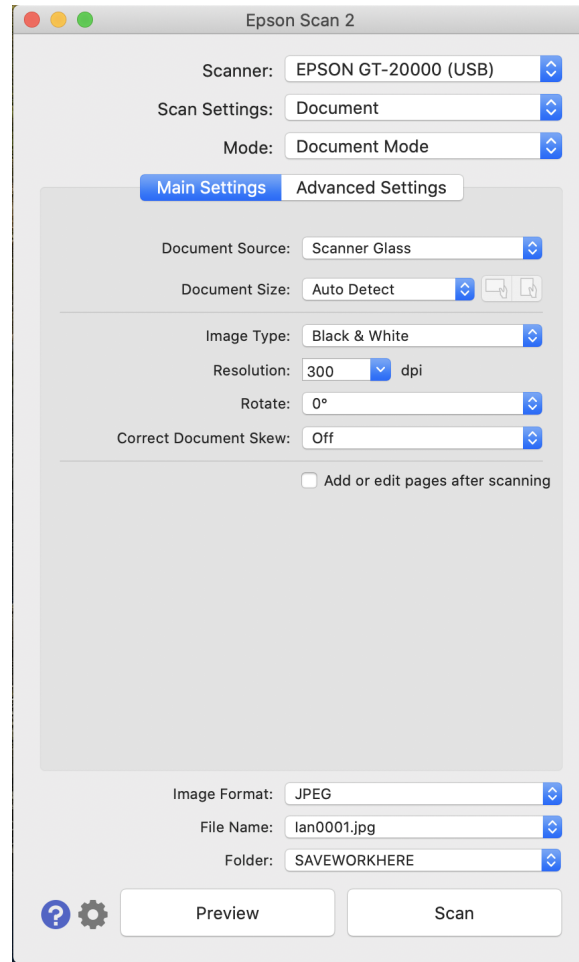 Epson Scan 2
Scanner: EPSON GT-20000 (USB)
Scan Settings: Document
Mode: Document Mode
Main Settings Advanced Settings
Document Source: Scanner Glass
Document Size: Auto Detect
Image Type: Black & White
Resolution: 300 dpi
Rotate: 0°
Correct Document Skew: Off
Add or edit pages after scanning
Image Format: JPEG
File Name: Ian0001.jpg
Folder: SAVEWORKHERE
? Preview Scan